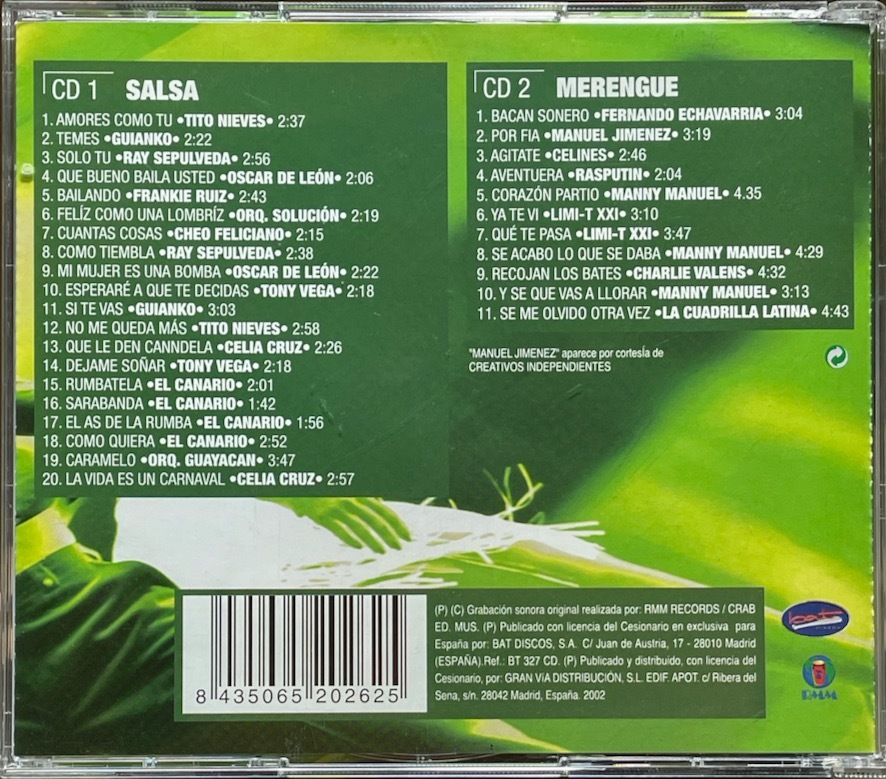 CD 1 SALSA
1. AMORES COMO TU •TITO NIEVES• 2:37
2. TEMES •GUIANKO• 2:22
3. SOLO TU •RAY SEPULVEDA• 2:56
4. QUE BUENO BAILA USTED •OSCAR DE LEÓN• 2:06
5. BAILANDO •FRANKIE RUIZ• 2:43
6. FELÍZ COMO UNA LOMBRÍZ •ORQ. SOLUCIÓN• 2:19
7. CUANTAS COSAS •CHEO FELICIANO• 2:15
8. COMO TIEMBLA •RAY SEPULVEDA• 2:38
9. MI MUJER ES UNA BOMBA •OSCAR DE LEÓN• 2:22
10. ESPERARÉ A QUE TE DECIDAS •TONY VEGA• 2:18
11. SI TE VAS •GUIANKO• 3:03
12. NO ME QUEDA MÁS •TITO NIEVES• 2:58
13. QUE LE DEN CANNDELA •CELIA CRUZ• 2:26
14. DEJAME SOÑAR •TONY VEGA• 2:18
15. RUMBATELA •EL CANARIO• 2:01
16. SARABANDA •EL CANARIO• 1:42
17. EL AS DE LA RUMBA •EL CANARIO• 1:56
18. COMO QUIERA •EL CANARIO• 2:52
19. CARAMELO •ORQ. GUAYACAN• 3:47
20. LA VIDA ES UN CARNAVAL •CELIA CRUZ• 2:57
CD 2 MERENGUE
1. BACAN SONERO •FERNANDO ECHAVARRIA• 3:04
2. POR FIA •MANUEL JIMENEZ• 3:19
3. AGITATE •CELINES• 2:46
4. AVENTUERA •RASPUTIN• 2:04
5. CORAZÓN PARTIO •MANNY MANUEL• 4.35
6. YA TE VI •LIMI-T XXI• 3:10
7. QUÉ TE PASA •LIMI-T XXI• 3:47
8. SE ACABO LO QUE SE DABA •MANNY MANUEL• 4:29
9. RECOJAN LOS BATES •CHARLIE VALENS• 4:32
10. Y SE QUE VAS A LLORAR •MANNY MANUEL• 3:13
11. SE ME OLVIDO OTRA VEZ •LA CUADRILLA LATINA• 4:43
"MANUEL JIMENEZ" aparece por cortesía de
CREATIVOS INDEPENDIENTES
8 435065 202625
(P) (C) Grabación sonora original realizada por: RMM RECORDS / CRAB
ED. MUS. (P) Publicado con licencia del Cesionario en exclusiva para
España por: BAT DISCOS, S.A. C/ Juan de Austria, 17 - 28010 Madrid
(ESPAÑA).Ref.: BT 327 CD. (P) Publicado y distribuido, con licencia del
Cesionario, por: GRAN VíA DISTRIBUCIÓN, S.L. EDIF. APOT. c/ Ribera del
Sena, s/n. 28042 Madrid, España. 2002
bat
RMM